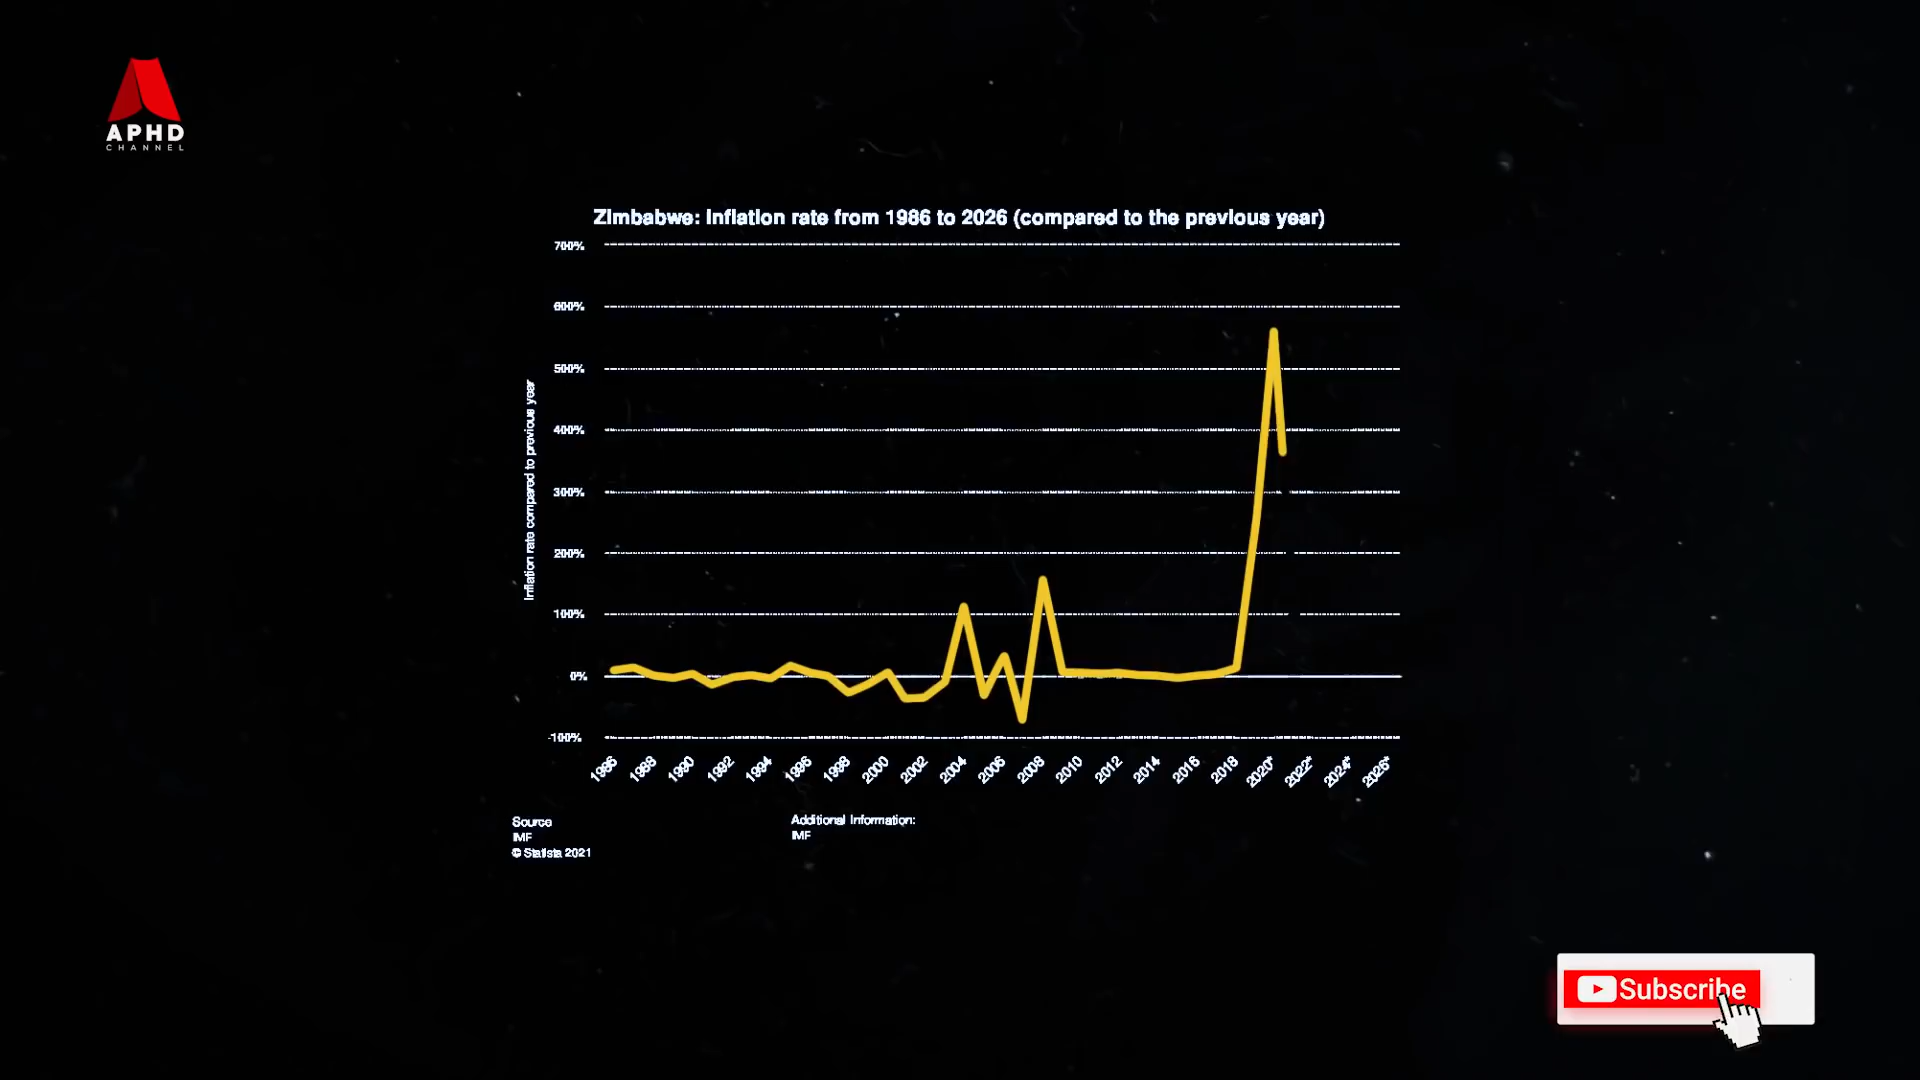 APHD
CHANNEL
Zimbabwe: Inflation rate from 1986 to 2026 (compared to the previous year)
700%
600%
500%
400%
300%
200%
100%
0%
-100%
Inflation rate compared to previous year
1986 1988 1990 1992 1994 1996 1998 2000 2002 2004 2006 2008 2010 2012 2014 2016 2018 2020* 2022* 2024* 2026*
Source
IMF
© Statista 2021
Additional Information:
IMF
Subscribe